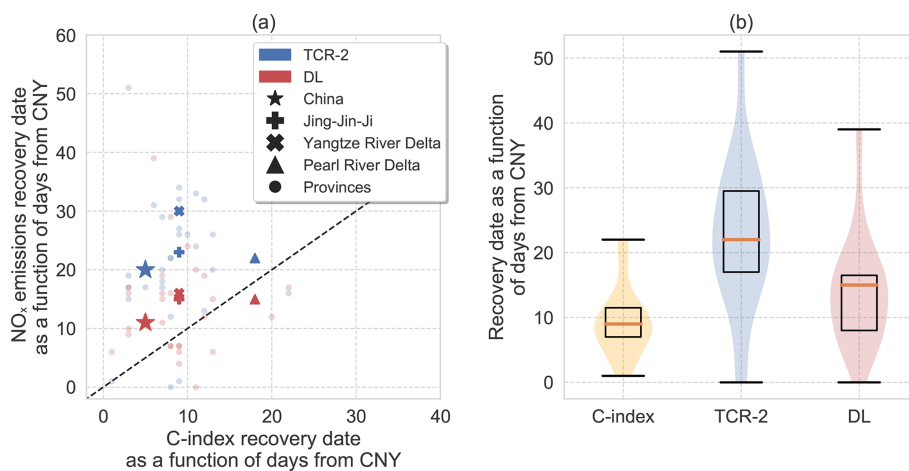 (a)
NOₓ emissions recovery date
as a function of days from CNY
60
50
40
30
20
10
0
TCR-2
DL
China
Jing-Jin-Ji
Yangtze River Delta
Pearl River Delta
Provinces
0 10 20 30 40
C-index recovery date
as a function of days from CNY
(b)
Recovery date as a function
of days from CNY
50
40
30
20
10
0
C-index TCR-2 DL